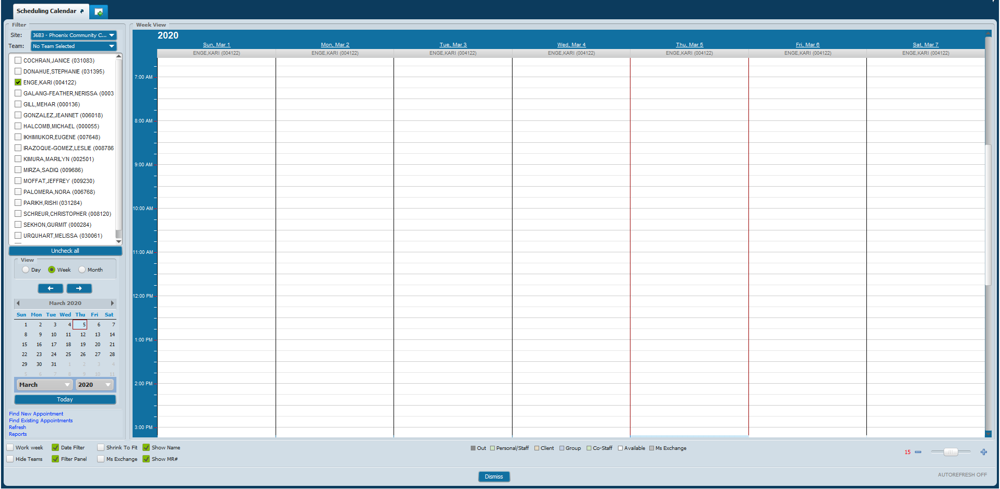 Scheduling Calendar
Filter
Site: 36B3 - Phoenix Community C...
Team: No Team Selected
COCHRAN,JANICE (031083)
DONAHUE,STEPHANIE (031395)
ENGE,KARI (004122)
GALANG-FEATHER,NERISSA (0003
GILL,MEHAR (000136)
GONZALEZ,JEANNET (006018)
HALCOMB,MICHAEL (000055)
IKHIMIUKOR,EUGENE (007648)
IRAZOQUE-GOMEZ,LESLIE (008786
KIMURA,MARILYN (002501)
MIRZA,SADIQ (009686)
MOFFAT,JEFFREY (009230)
PALOMERA,NORA (006768)
PARIKH,RISHI (031284)
SCHREUR,CHRISTOPHER (008120)
SEKHON,GURMIT (000284)
URQUHART,MELISSA (030061)
Uncheck all
View
Day Week Month
March 2020
Sun Mon Tue Wed Thu Fri Sat
1 2 3 4 5 6 7
8 9 10 11 12 13 14
15 16 17 18 19 20 21
22 23 24 25 26 27 28
29 30 31 1 2 3 4
5 6 7 8 9 10 11
March 2020
Today
Find New Appointment
Find Existing Appointments
Refresh
Reports
Week View
2020
Sun, Mar 1 Mon, Mar 2 Tue, Mar 3 Wed, Mar 4 Thu, Mar 5 Fri, Mar 6 Sat, Mar 7
ENGE,KARI (004122) ENGE,KARI (004122) ENGE,KARI (004122) ENGE,KARI (004122) ENGE,KARI (004122) ENGE,KARI (004122) ENGE,KARI (004122)
7:00 AM
8:00 AM
9:00 AM
10:00 AM
11:00 AM
12:00 PM
1:00 PM
2:00 PM
3:00 PM
Work week Date Filter Shrink To Fit Show Name
Hide Teams Filter Panel Ms Exchange Show MR#
Out Personal/Staff Client Group Co-Staff Available Ms Exchange
15
Dismiss
AUTOREFRESH OFF